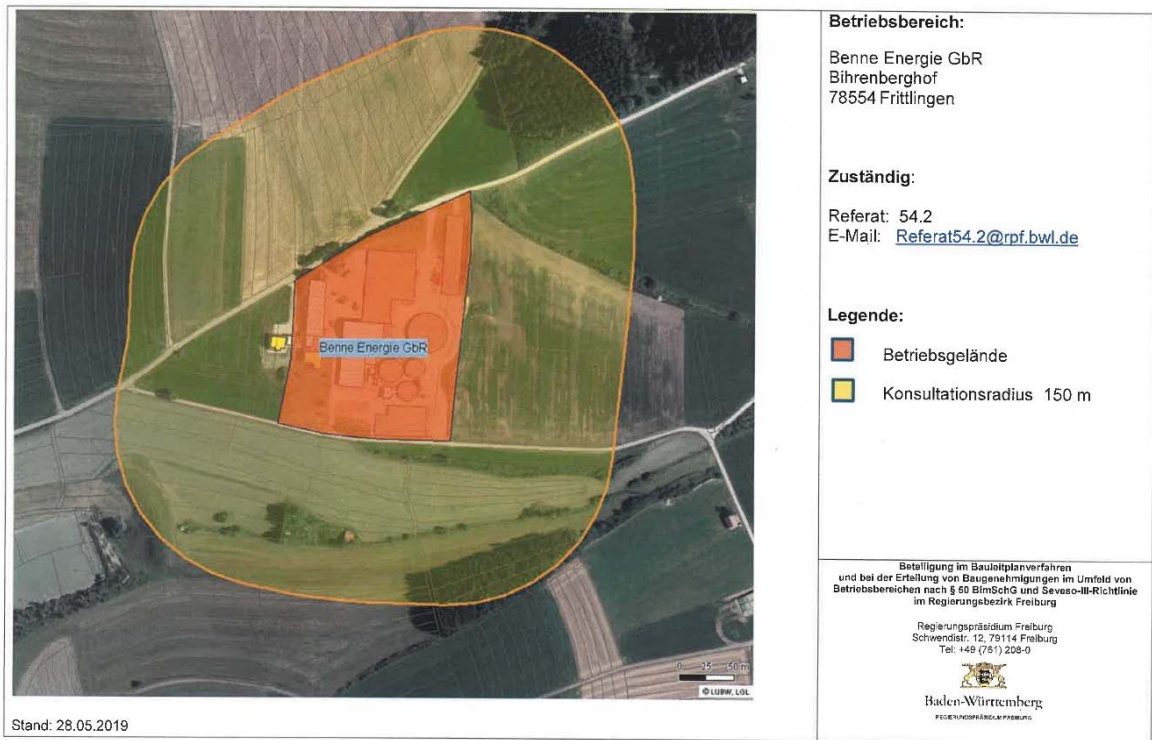 Betriebsbereich:
Benne Energie GbR
Bihrenberghof
78554 Frittlingen
Zuständig:
Referat: 54.2
E-Mail: Referat54.2@rpf.bwl.de
Legende:
Betriebsgelände
Konsultationsradius 150 m
Benne Energie GbR
0 25 50 m
© LUBW, LGL
Stand: 28.05.2019
Beteiligung im Bauleitplanverfahren
und bei der Erteilung von Baugenehmigungen im Umfeld von
Betriebsbereichen nach § 50 BImSchG und Seveso-III-Richtlinie
im Regierungsbezirk Freiburg
Regierungspräsidium Freiburg
Schwendistr. 12, 79114 Freiburg
Tel: +49 (761) 208-0
Baden-Württemberg
REGIERUNGSPRÄSIDIUM FREIBURG